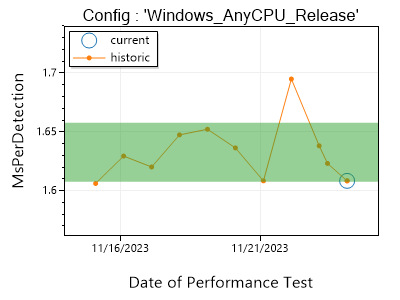 Config : 'Windows_AnyCPU_Release'
current
historic
MsPerDetection
1.7
1.65
1.6
11/16/2023
11/21/2023
Date of Performance Test